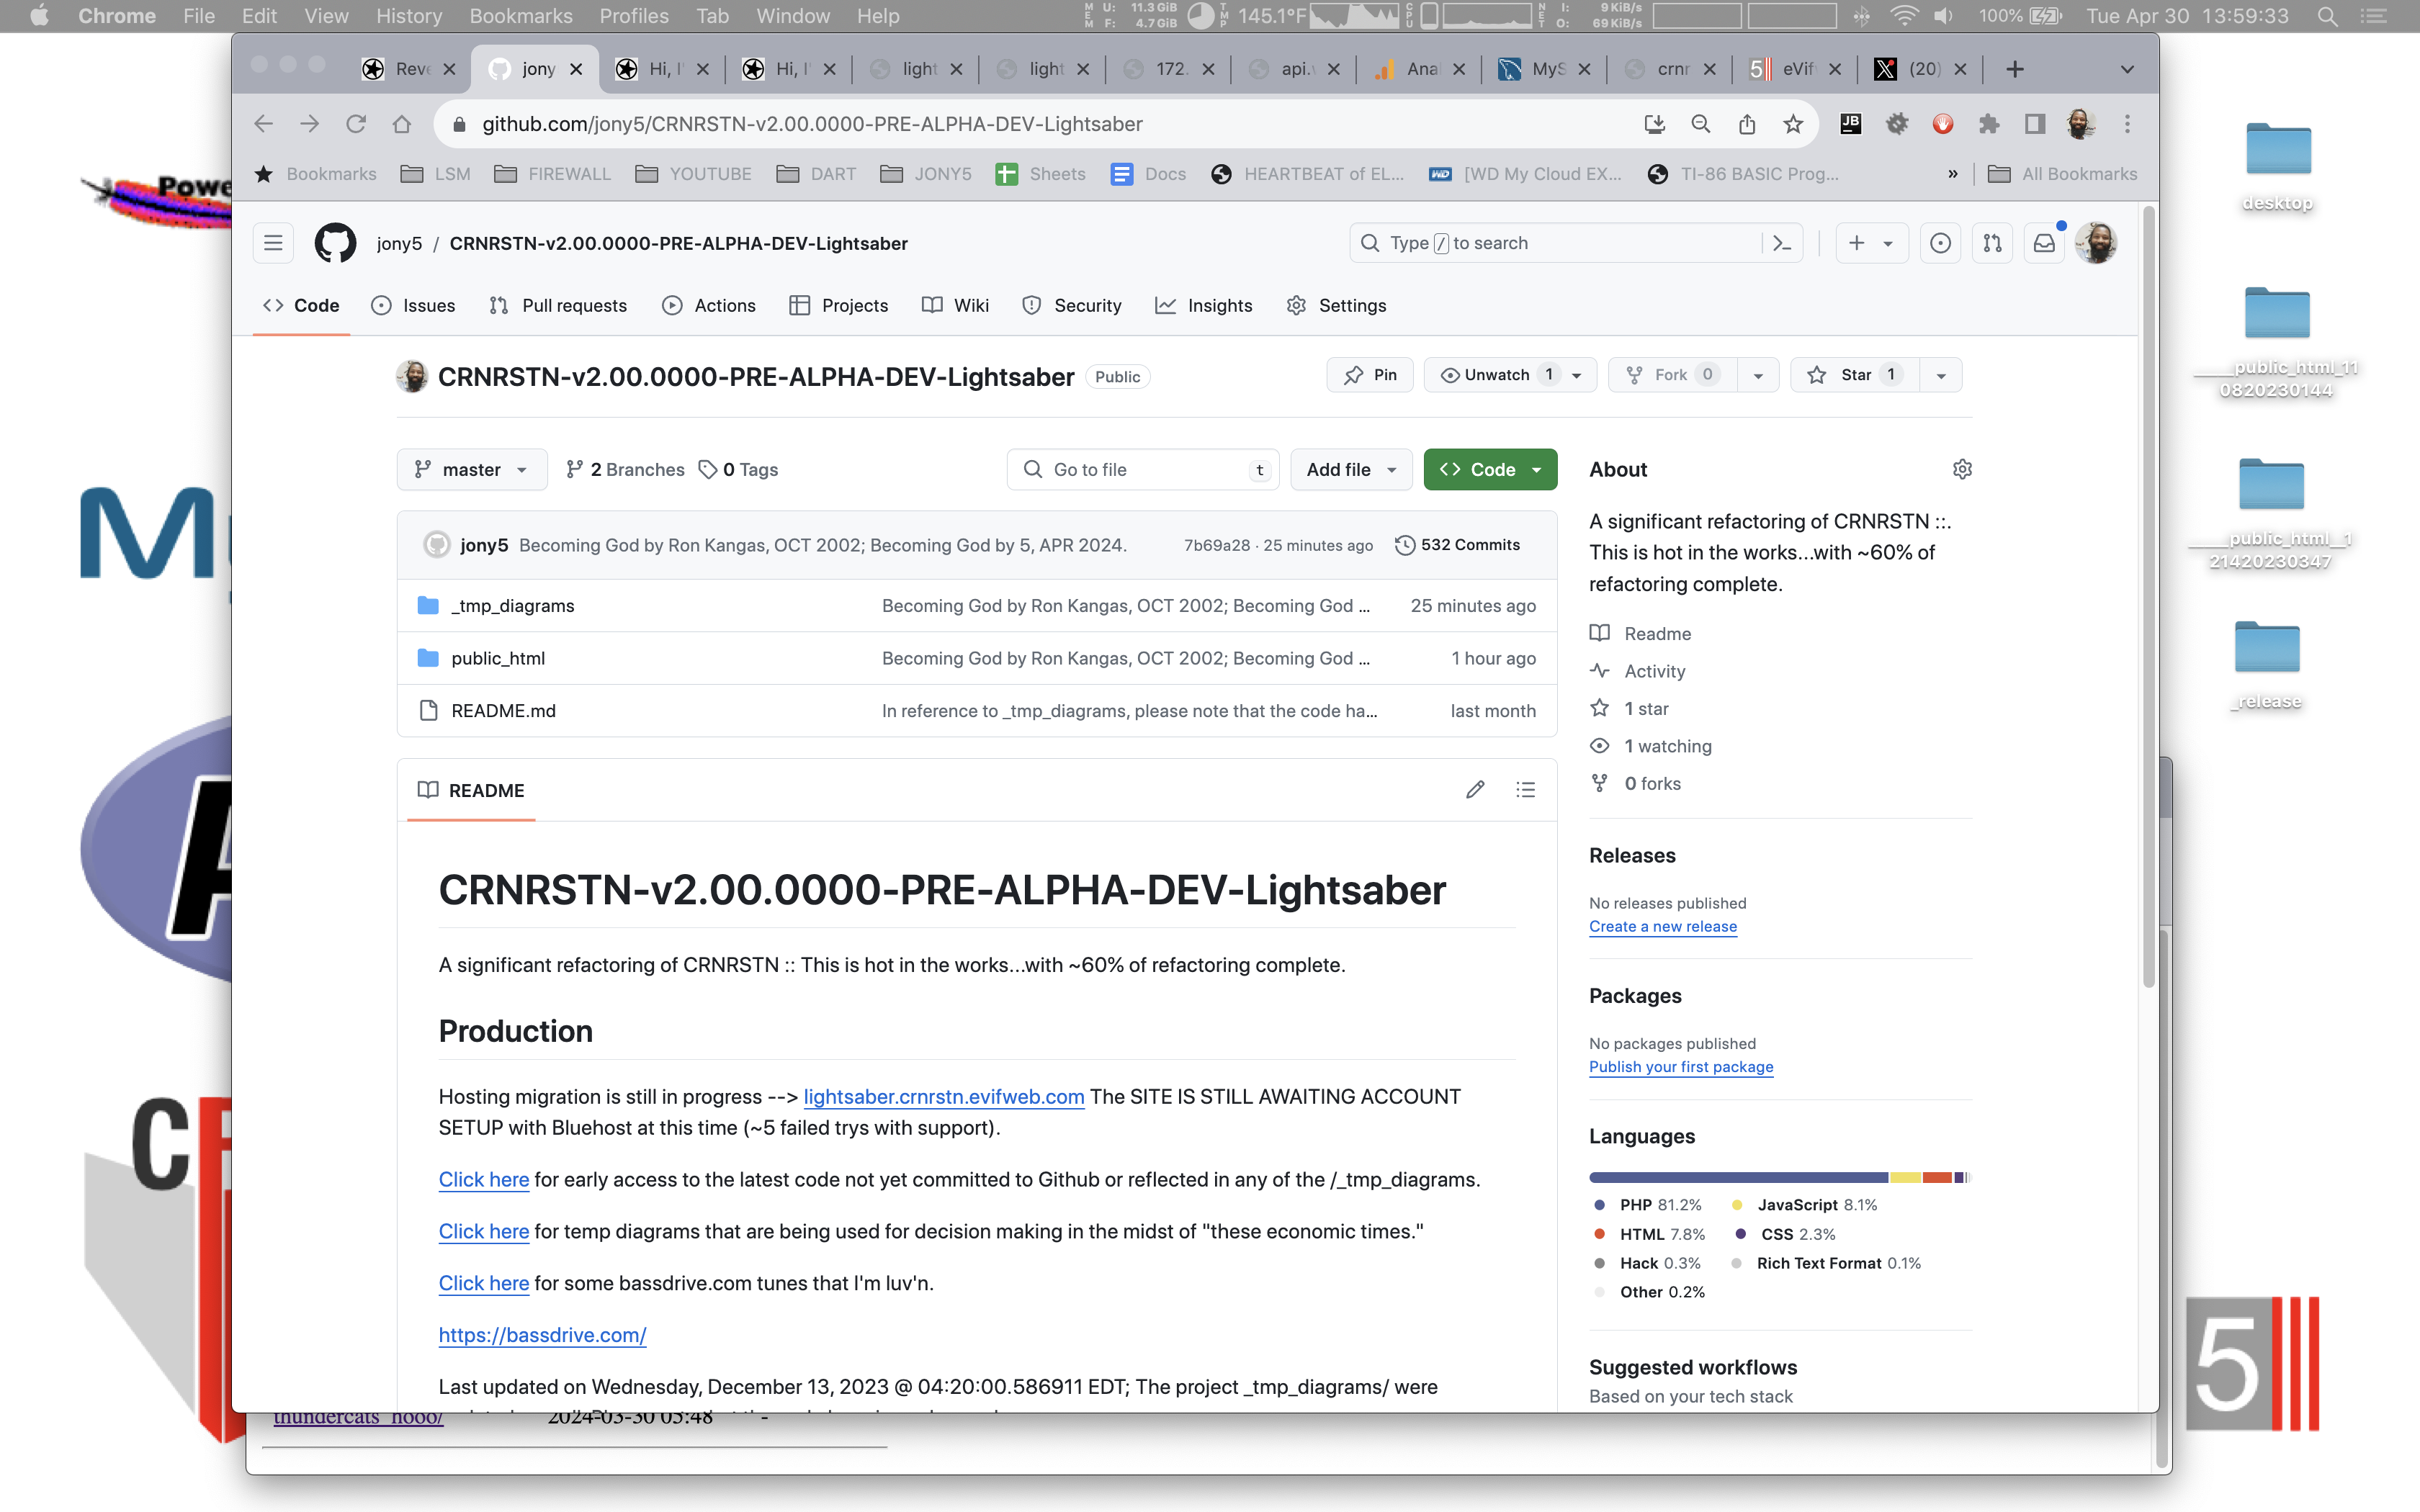 Chrome File Edit View History Bookmarks Profiles Tab Window Help MEM U: 11.3 GiB F: 4.7 GiB TMP 145.1°F CPU NET I: 9 KiB/s O: 69 KiB/s 100% Tue Apr 30 13:59:33
Reve jony Hi, I' Hi, I' light light 172. api. Anal MyS crnr 5 eVif (20)
github.com/jony5/CRNRSTN-v2.00.0000-PRE-ALPHA-DEV-Lightsaber JB
Bookmarks LSM FIREWALL YOUTUBE DART JONY5 Sheets Docs HEARTBEAT of EL... WD [WD My Cloud EX... TI-86 BASIC Prog... » All Bookmarks
jony5 / CRNRSTN-v2.00.0000-PRE-ALPHA-DEV-Lightsaber Type / to search
Code Issues Pull requests Actions Projects Wiki Security Insights Settings
CRNRSTN-v2.00.0000-PRE-ALPHA-DEV-Lightsaber Public Pin Unwatch 1 Fork 0 Star 1
master 2 Branches 0 Tags Go to file t Add file Code
jony5 Becoming God by Ron Kangas, OCT 2002; Becoming God by 5, APR 2024. 7b69a28 · 25 minutes ago 532 Commits
_tmp_diagrams Becoming God by Ron Kangas, OCT 2002; Becoming God ... 25 minutes ago
public_html Becoming God by Ron Kangas, OCT 2002; Becoming God ... 1 hour ago
README.md In reference to _tmp_diagrams, please note that the code ha... last month
README
CRNRSTN-v2.00.0000-PRE-ALPHA-DEV-Lightsaber
A significant refactoring of CRNRSTN :: This is hot in the works...with ~60% of refactoring complete.
Production
Hosting migration is still in progress --> lightsaber.crnrstn.evifweb.com The SITE IS STILL AWAITING ACCOUNT
SETUP with Bluehost at this time (~5 failed trys with support).
Click here for early access to the latest code not yet committed to Github or reflected in any of the /_tmp_diagrams.
Click here for temp diagrams that are being used for decision making in the midst of "these economic times."
Click here for some bassdrive.com tunes that I'm luv'n.
https://bassdrive.com/
Last updated on Wednesday, December 13, 2023 @ 04:20:00.586911 EDT; The project _tmp_diagrams/ were
About
A significant refactoring of CRNRSTN ::.
This is hot in the works...with ~60% of
refactoring complete.
Readme
Activity
1 star
1 watching
0 forks
Releases
No releases published
Create a new release
Packages
No packages published
Publish your first package
Languages
PHP 81.2% JavaScript 8.1%
HTML 7.8% CSS 2.3%
Hack 0.3% Rich Text Format 0.1%
Other 0.2%
Suggested workflows
Based on your tech stack
thundercats_hooo/ 2024-03-30 05:48 -
desktop
_____public_html_11
0820230144
_____public_html__1
21420230347
_release
Powe
My
C
5